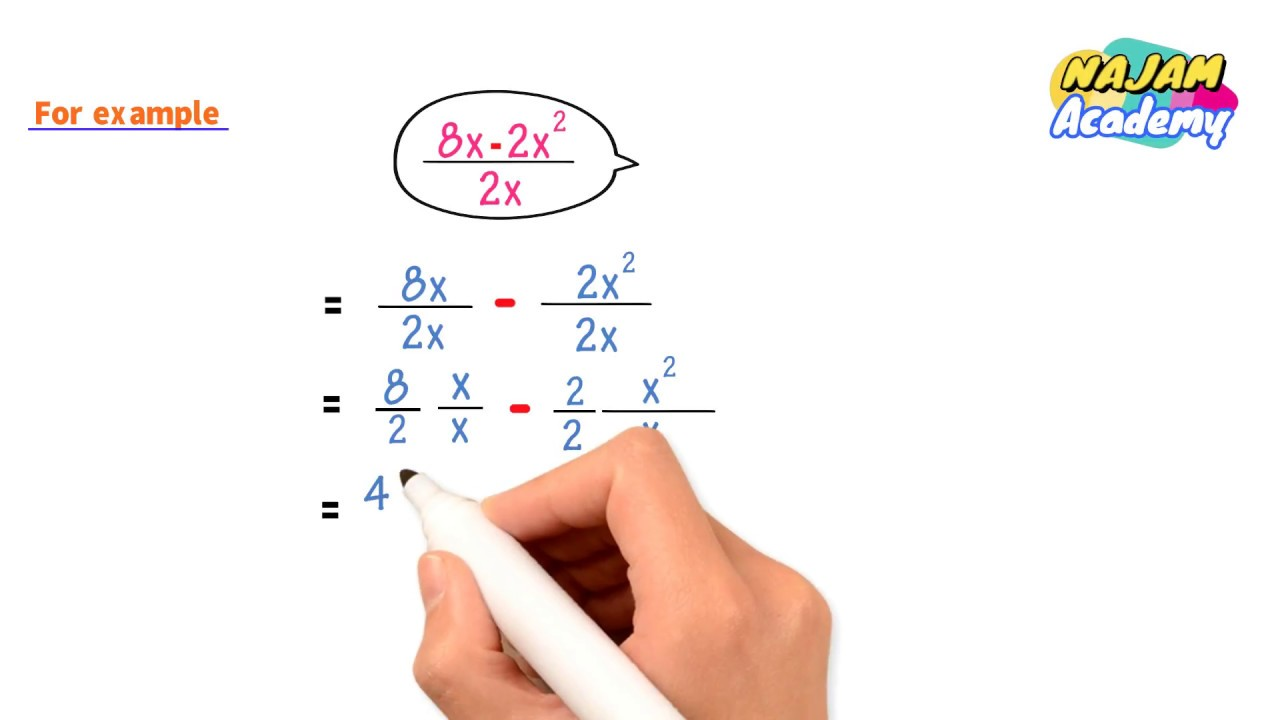 NAJAM
Academy
For example
8x - 2x²
2x
= 8x/2x - 2x²/2x
= 8/2 x/x - 2/2 x²/x
= 4